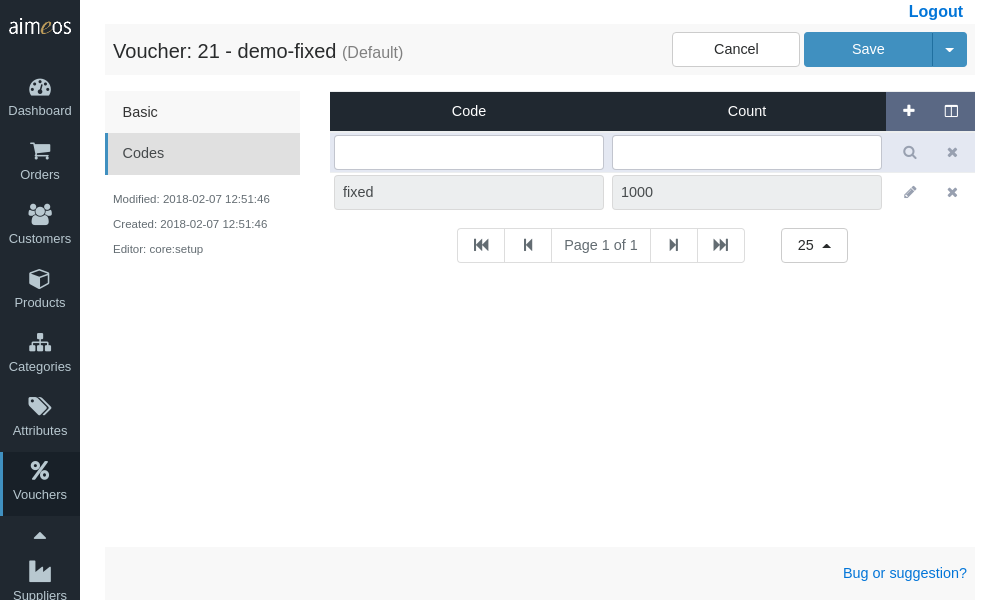 aimeos
Dashboard
Orders
Customers
Products
Categories
Attributes
Vouchers
Suppliers
Logout
Voucher: 21 - demo-fixed (Default)
Cancel
Save
Basic
Codes
Modified: 2018-02-07 12:51:46
Created: 2018-02-07 12:51:46
Editor: core:setup
Code Count
fixed 1000
Page 1 of 1
25
Bug or suggestion?